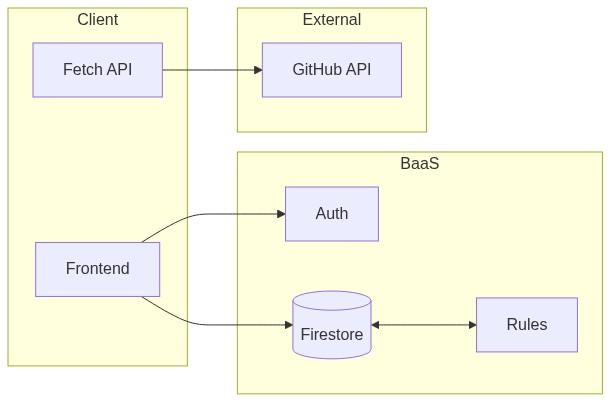 Client
External
Fetch API
GitHub API
BaaS
Auth
Frontend
Firestore
Rules